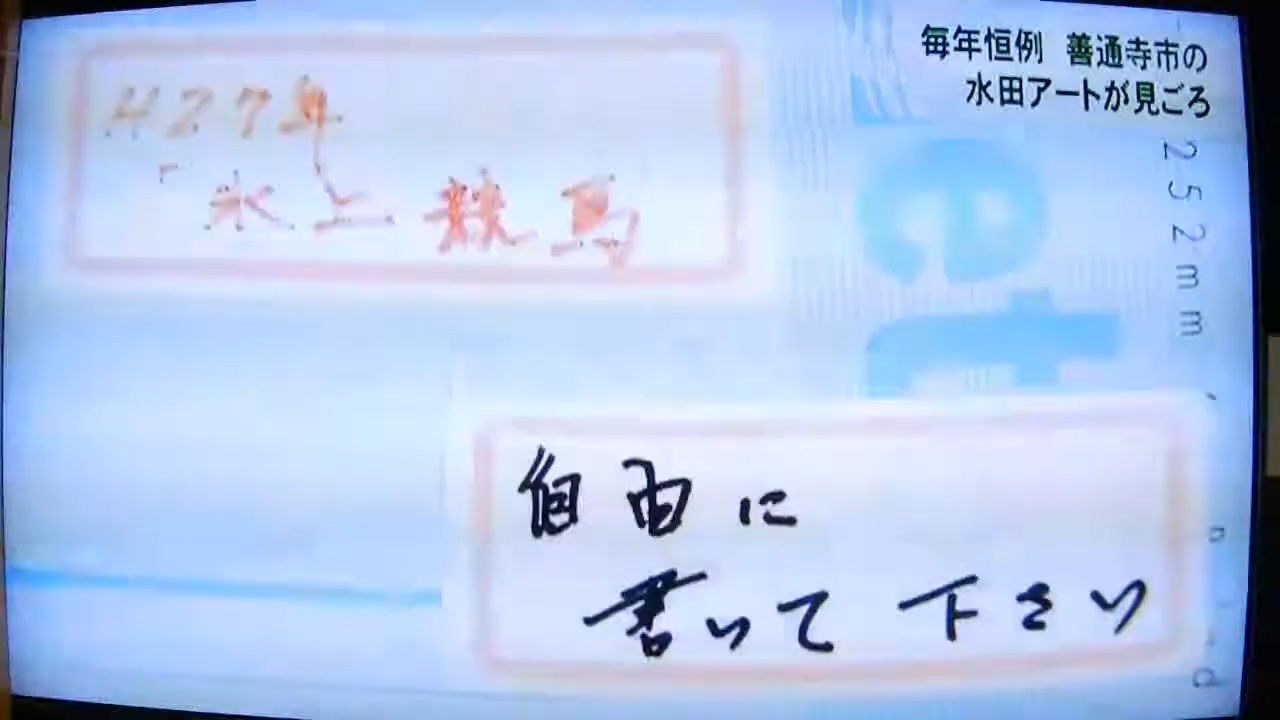 毎年恒例 善通寺市の
水田アートが見ごろ
H27年
「水上競馬
自由に
書いて下さい
252mm
et